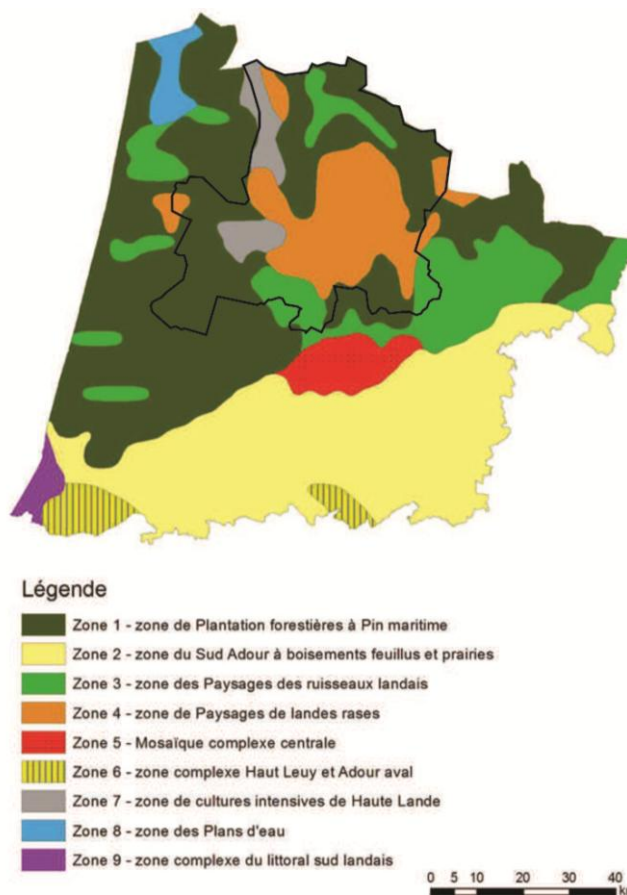 Légende
Zone 1 - zone de Plantation forestières à Pin maritime
Zone 2 - zone du Sud Adour à boisements feuillus et prairies
Zone 3 - zone des Paysages des ruisseaux landais
Zone 4 - zone de Paysages de landes rases
Zone 5 - Mosaïque complexe centrale
Zone 6 - zone complexe Haut Leuy et Adour aval
Zone 7 - zone de cultures intensives de Haute Lande
Zone 8 - zone des Plans d'eau
Zone 9 - zone complexe du littoral sud landais
0 5 10 20 30 40